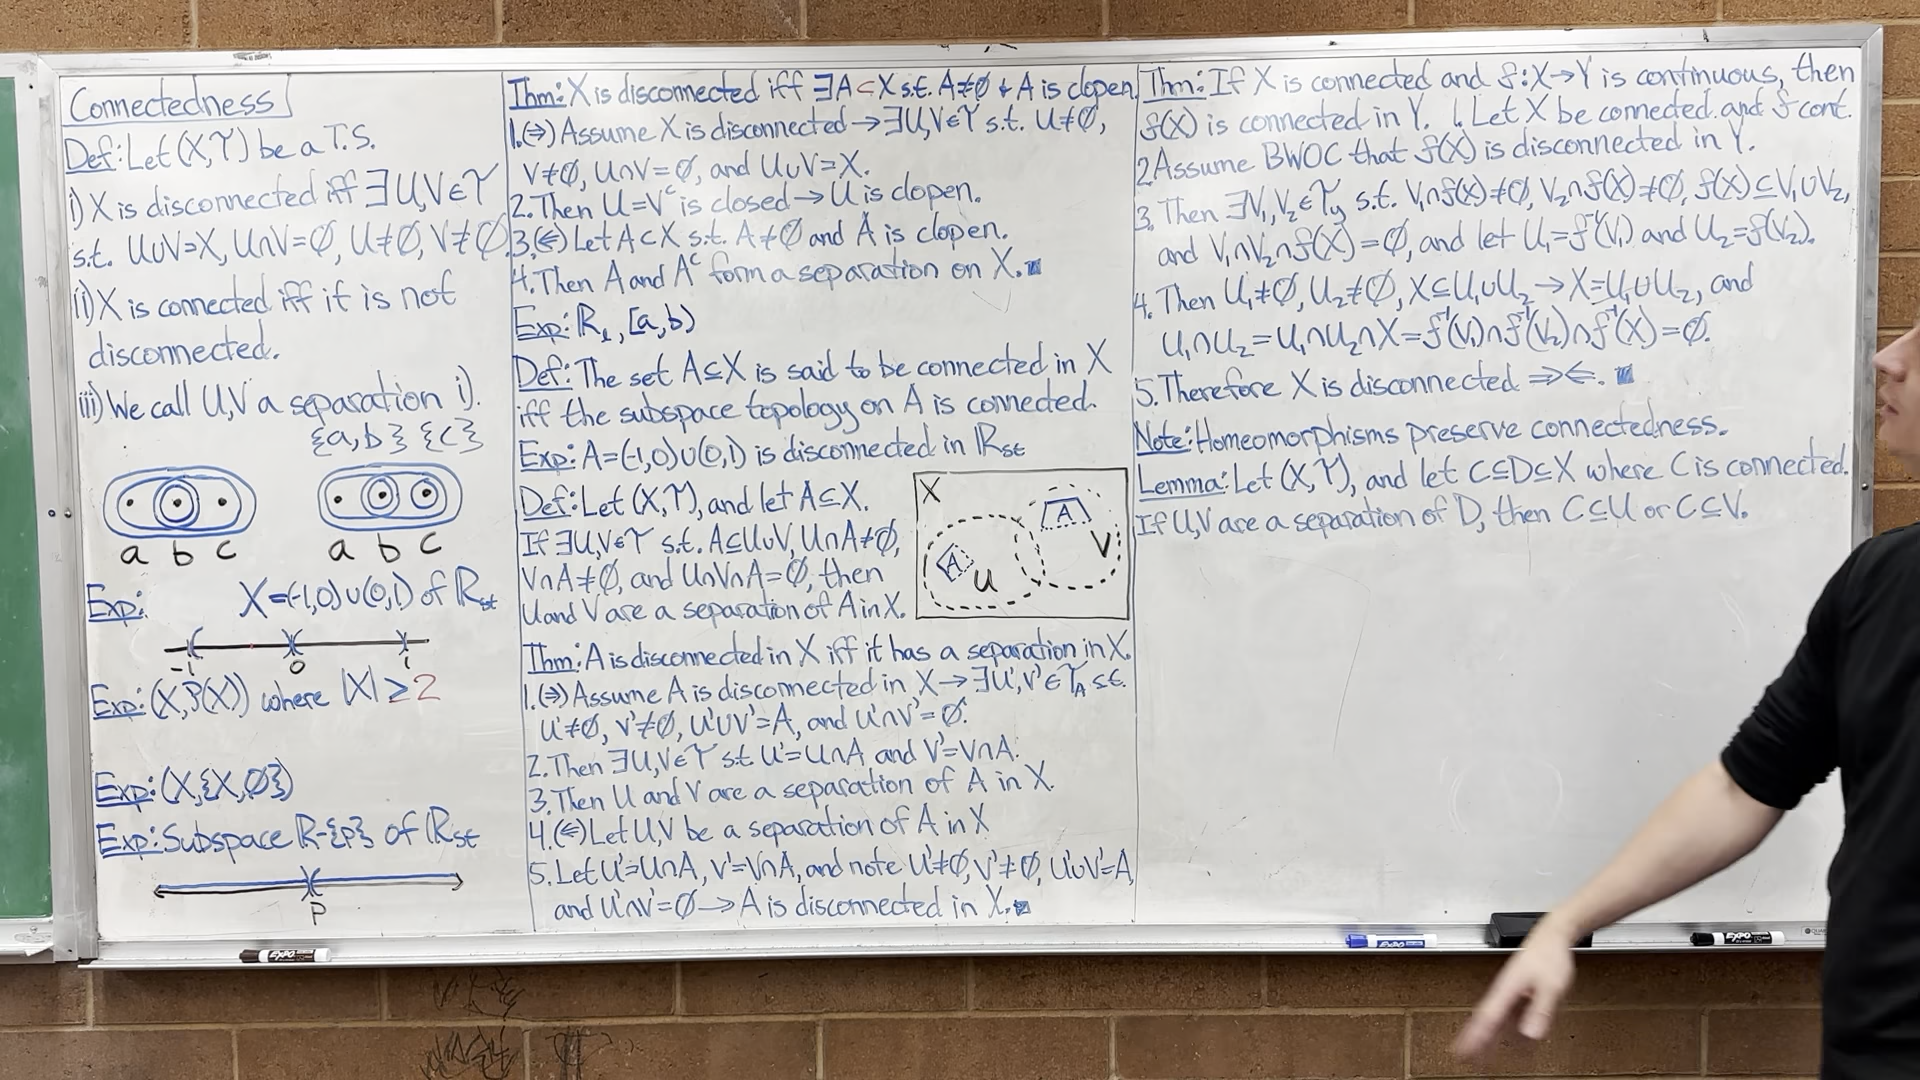 Connectedness
Def: Let (X,𝒯) be a T.S.
i) X is disconnected iff ∃U,V∈𝒯
s.t. U∪V=X, U∩V=∅, U≠∅, V≠∅.
ii) X is connected iff it is not
disconnected.
iii) We call U,V a separation i).
{a,b} {c}
a b c
a b c
Exp: X=(-1,0)∪(0,1) of ℝst
-1 0 1
Exp: (X,P(X)) where |X|≥2
Exp: (X,{X,∅})
Exp: Subspace ℝ-{p} of ℝst
P
Thm: X is disconnected iff ∃A⊂X s.t. A≠∅ + A is clopen.
1.(⇒) Assume X is disconnected → ∃U,V∈𝒯 s.t. U≠∅,
V≠∅, U∩V=∅, and U∪V=X.
2. Then U=Vᶜ is closed → U is clopen.
3.(⇐) Let A⊂X s.t. A≠∅ and A is clopen.
4. Then A and Aᶜ form a separation on X. ■
Exp: ℝℓ, [a,b)
Def: The set A⊆X is said to be connected in X
iff the subspace topology on A is connected.
Exp: A=(-1,0)∪(0,1) is disconnected in ℝst
Def: Let (X,𝒯), and let A⊆X.
If ∃U,V∈𝒯 s.t. A⊆U∪V, U∩A≠∅,
V∩A≠∅, and U∩V∩A=∅, then
U and V are a separation of A in X.
X
A
A
U
V
Thm: A is disconnected in X iff it has a separation in X.
1.(⇒) Assume A is disconnected in X → ∃U',V'∈𝒯A s.t.
U'≠∅, V'≠∅, U'∪V'=A, and U'∩V'=∅.
2. Then ∃U,V∈𝒯 s.t. U'=U∩A and V'=V∩A.
3. Then U and V are a separation of A in X.
4.(⇐) Let U,V be a separation of A in X
5. Let U'=U∩A, V'=V∩A, and note U'≠∅, V'≠∅, U'∪V'=A,
and U'∩V'=∅ → A is disconnected in X. ■
Thm: If X is connected and f:X→Y is continuous, then
f(X) is connected in Y. 1. Let X be connected and f cont.
2. Assume BWOC that f(X) is disconnected in Y.
3. Then ∃V₁,V₂∈𝒯y s.t. V₁∩f(X)≠∅, V₂∩f(X)≠∅, f(X)⊆V₁∪V₂,
and V₁∩V₂∩f(X)=∅, and let U₁=f⁻¹(V₁) and U₂=f⁻¹(V₂).
4. Then U₁≠∅, U₂≠∅, X⊆U₁∪U₂ → X=U₁∪U₂, and
U₁∩U₂=U₁∩U₂∩X=f⁻¹(V₁)∩f⁻¹(V₂)∩f⁻¹(X)=∅.
5. Therefore X is disconnected ⇒⇐. ■
Note: Homeomorphisms preserve connectedness.
Lemma: Let (X,𝒯), and let C⊆D⊆X where C is connected.
If U,V are a separation of D, then C⊆U or C⊆V.
EXPO
EXPO
EXPO